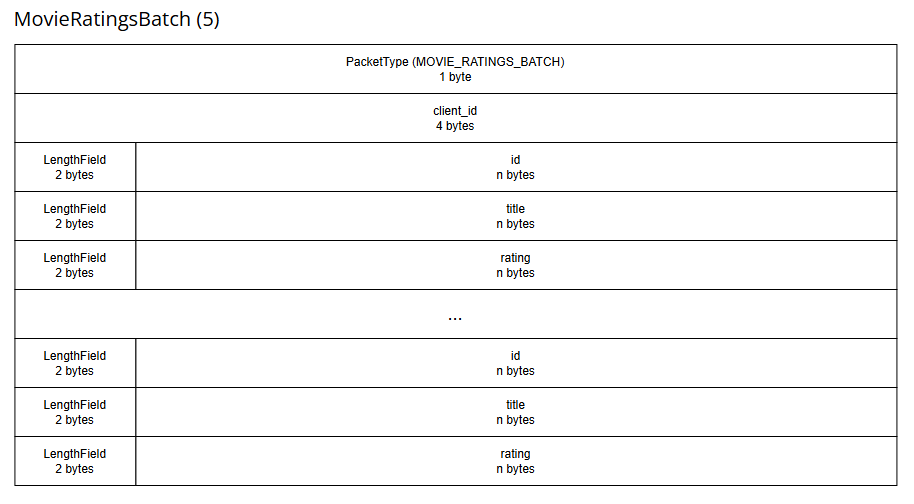 MovieRatingsBatch (5)
PacketType (MOVIE_RATINGS_BATCH)
1 byte
client_id
4 bytes
LengthField
2 bytes
id
n bytes
LengthField
2 bytes
title
n bytes
LengthField
2 bytes
rating
n bytes
...
LengthField
2 bytes
id
n bytes
LengthField
2 bytes
title
n bytes
LengthField
2 bytes
rating
n bytes